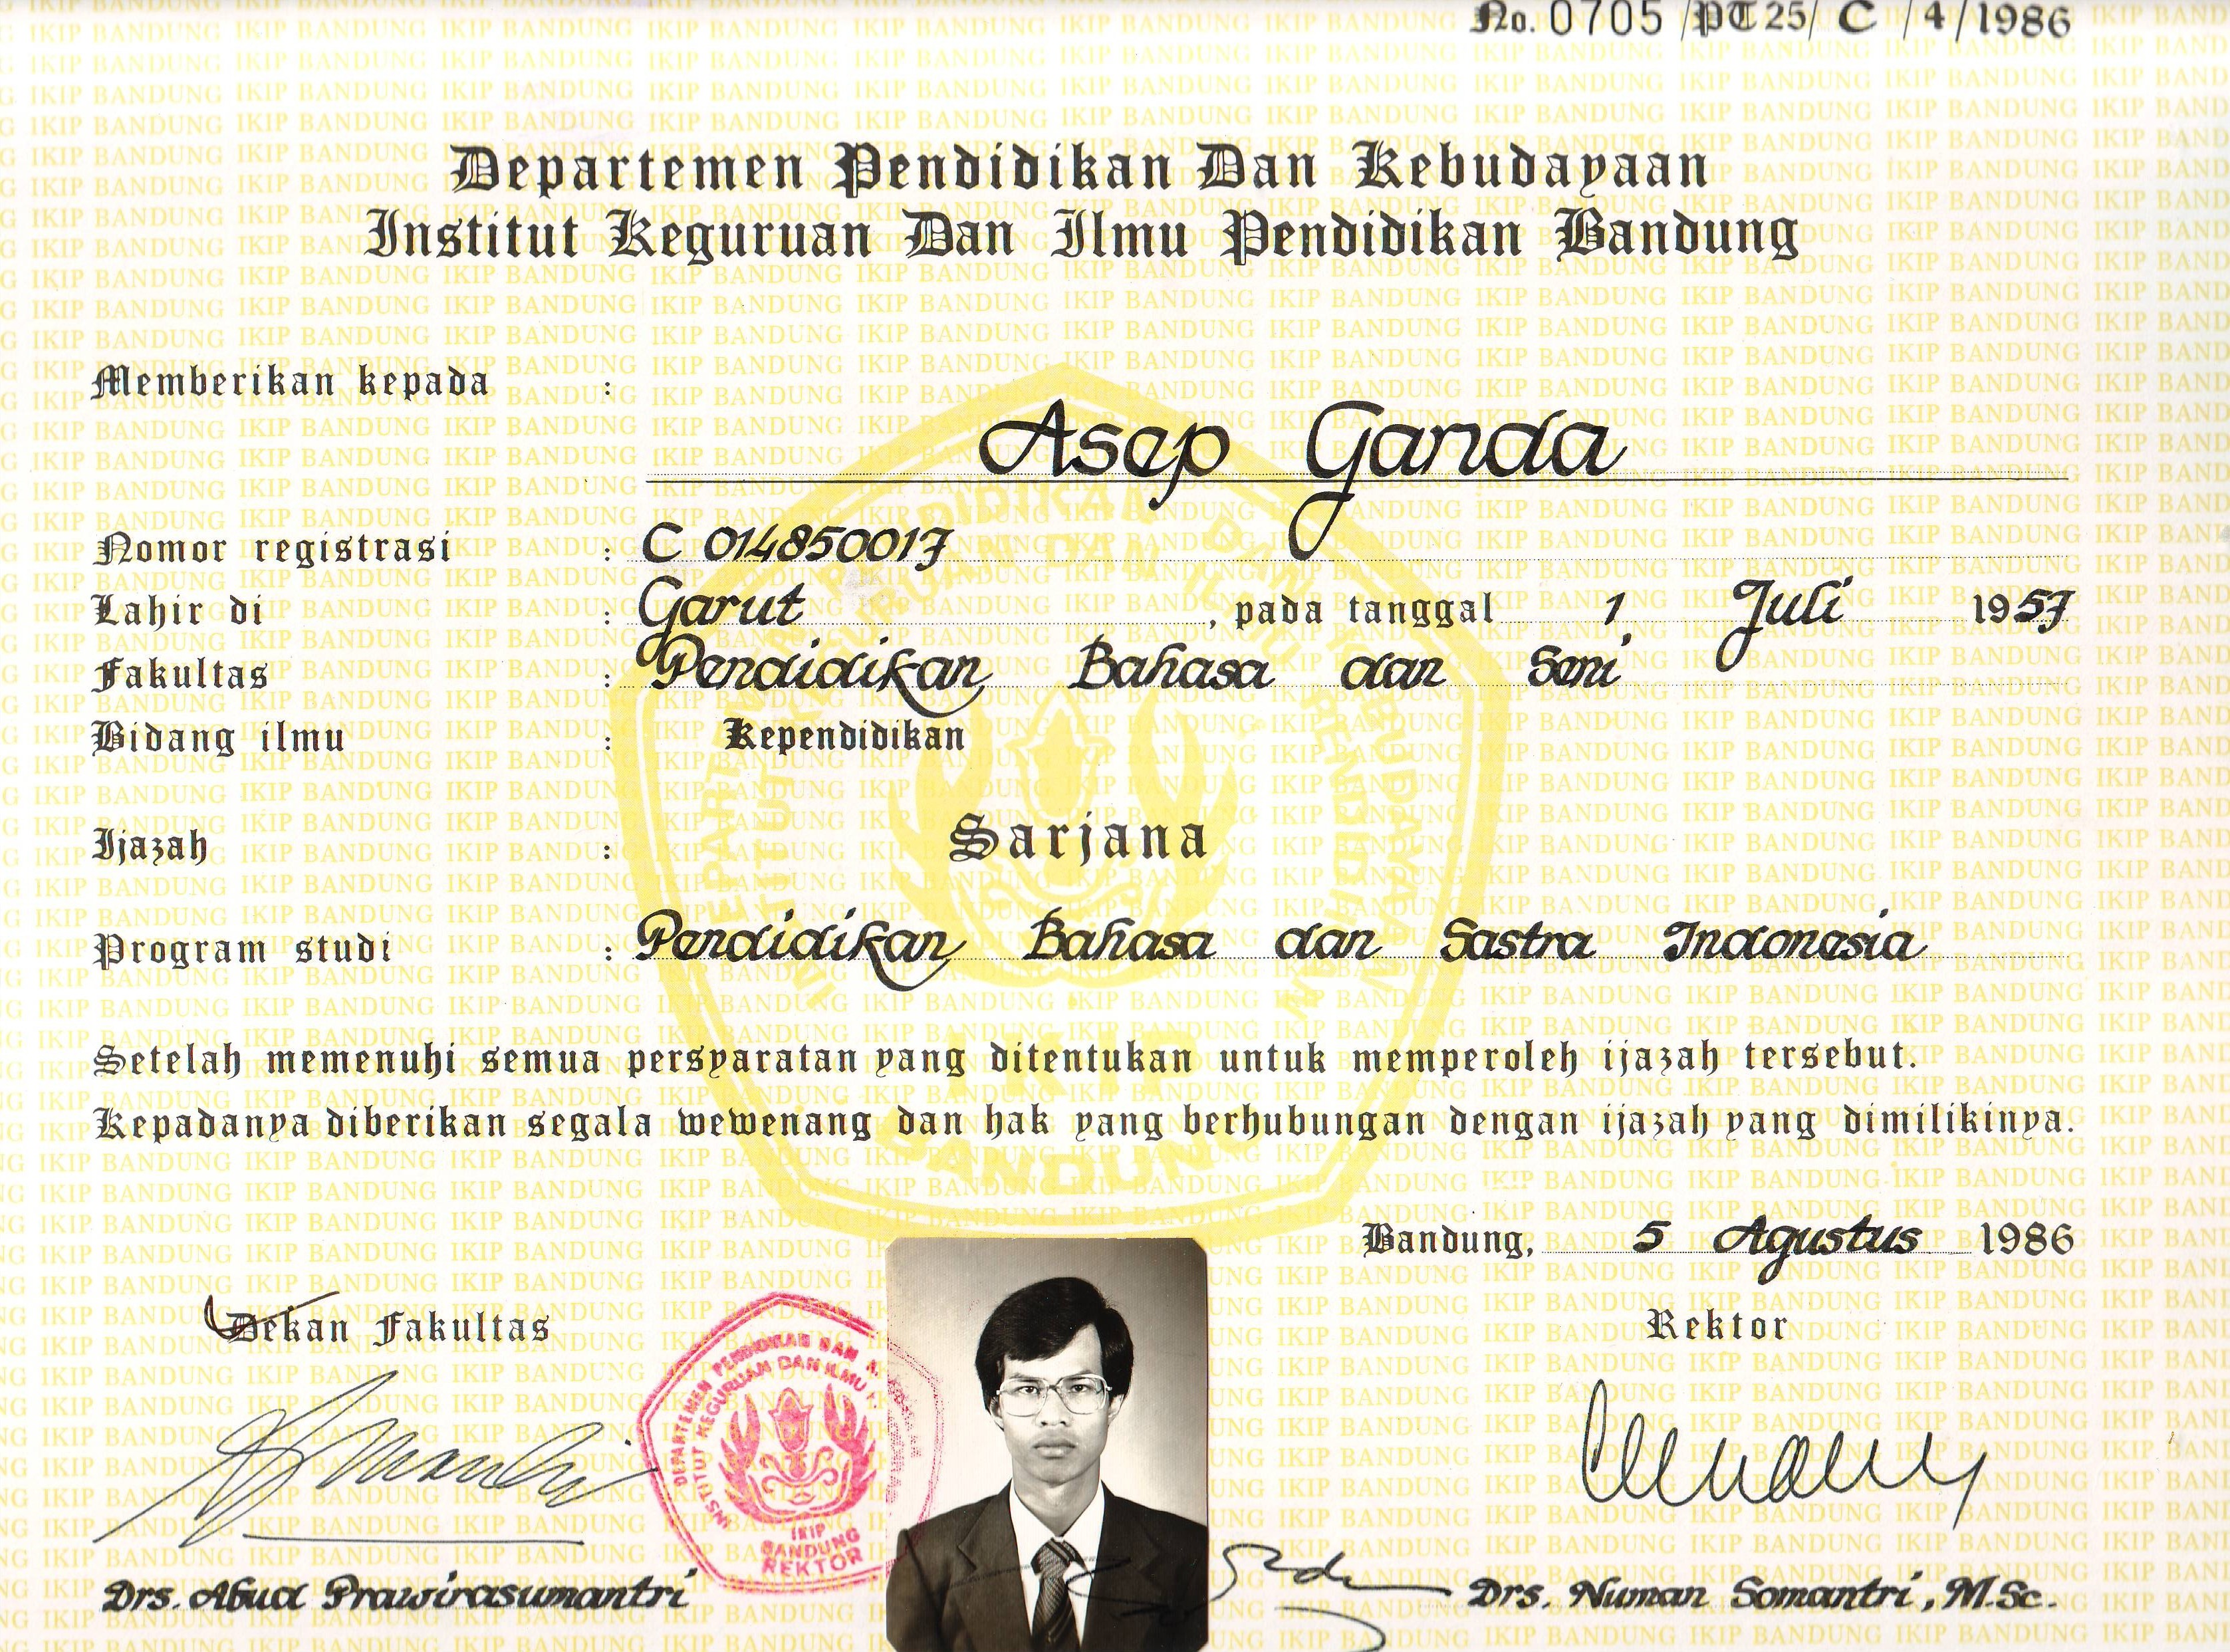 No. 0705 /PT 25/ C /4/1986
Departemen Pendidikan Dan Kebudayaan
Institut Keguruan Dan Ilmu Pendidikan Bandung
Memberikan kepada : Asep Ganda
Nomor registrasi : C 014850017
Lahir di : Garut, pada tanggal 1 Juli 1957
Fakultas : Pendidikan Bahasa dan Seni
Bidang ilmu : Kependidikan
Ijazah : Sarjana
Program studi : Pendidikan Bahasa dan Sastra Indonesia
Setelah memenuhi semua persyaratan yang ditentukan untuk memperoleh ijazah tersebut.
Kepadanya diberikan segala wewenang dan hak yang berhubungan dengan ijazah yang dimilikinya.
Bandung, 5 Agustus 1986
Dekan Fakultas
Rektor
DEPARTEMEN PENDIDIKAN DAN
INSTITUT KEGURUAN DAN ILMU
IKIP
BANDUNG
REKTOR
Drs. Abud Prawirasumantri
Drs. Numan Somantri, M.Sc.